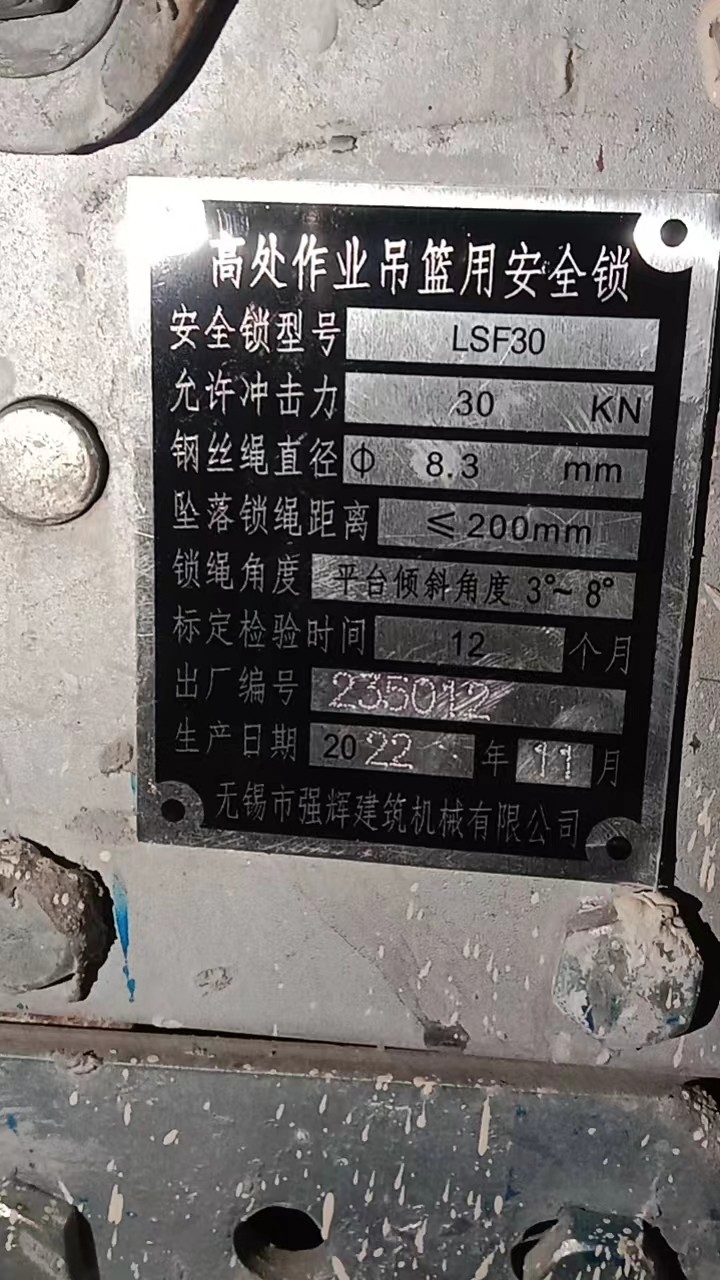 高处作业吊篮用安全锁
安全锁型号 LSF30
允许冲击力 30 KN
钢丝绳直径 Φ 8.3 mm
坠落锁绳距离 ≤200mm
锁绳角度 平台倾斜角度 3°~8°
标定检验时间 12 个月
出厂编号 235012
生产日期 2022 年 11 月
无锡市强辉建筑机械有限公司